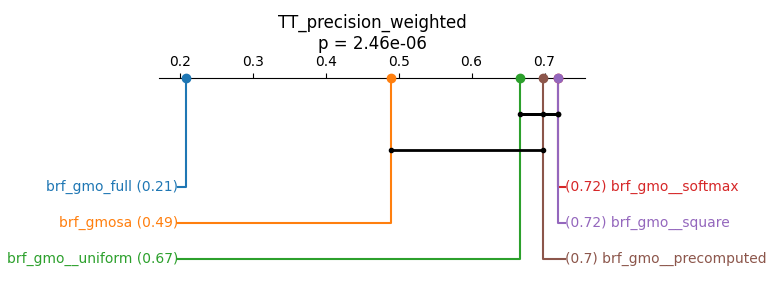 TT_precision_weighted
p = 2.46e-06
0.2 0.3 0.4 0.5 0.6 0.7
brf_gmo_full (0.21) (0.72) brf_gmo__softmax
brf_gmosa (0.49) (0.72) brf_gmo__square
brf_gmo__uniform (0.67) (0.7) brf_gmo__precomputed